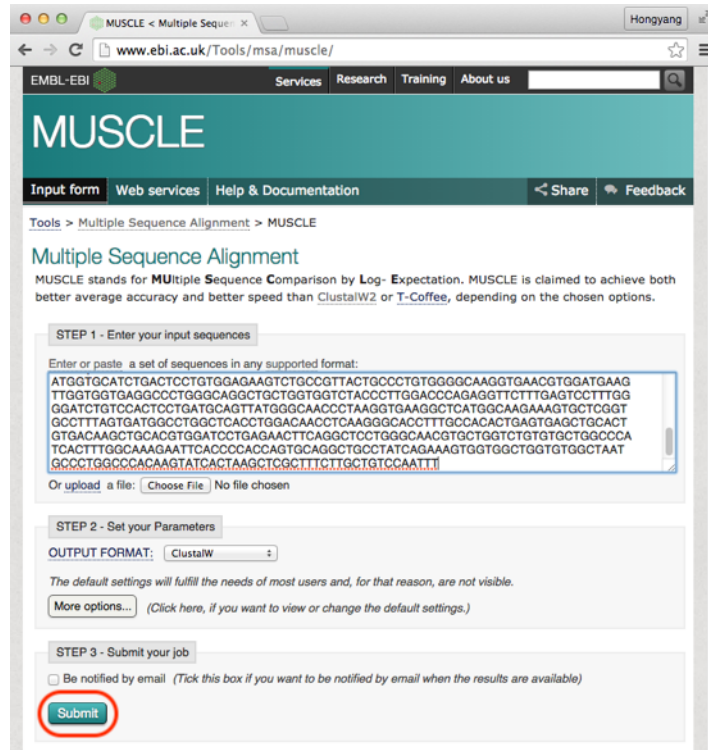 MUSCLE < Multiple Sequen ×
Hongyang
www.ebi.ac.uk/Tools/msa/muscle/
EMBL-EBI Services Research Training About us
MUSCLE
Input form Web services Help & Documentation Share Feedback
Tools > Multiple Sequence Alignment > MUSCLE
Multiple Sequence Alignment
MUSCLE stands for MUltiple Sequence Comparison by Log- Expectation. MUSCLE is claimed to achieve both
better average accuracy and better speed than ClustalW2 or T-Coffee, depending on the chosen options.
STEP 1 - Enter your input sequences
Enter or paste a set of sequences in any supported format:
ATGGTGCATCTGACTCCTGTGGAGAAGTCTGCCGTTACTGCCCTGTGGGGCAAGGTGAACGTGGATGAAG
TTGGTGGTGAGGCCCTGGGCAGGCTGCTGGTGGTCTACCCTTGGACCCAGAGGTTCTTTGAGTCCTTTGG
GGATCTGTCCACTCCTGATGCAGTTATGGGCAACCCTAAGGTGAAGGCTCATGGCAAGAAAGTGCTCGGT
GCCTTTAGTGATGGCCTGGCTCACCTGGACAACCTCAAGGGCACCTTTGCCACACTGAGTGAGCTGCACT
GTGACAAGCTGCACGTGGATCCTGAGAACTTCAGGCTCCTGGGCAACGTGCTGGTCTGTGTGCTGGCCCA
TCACTTTGGCAAAGAATTCACCCCACCAGTGCAGGCTGCCTATCAGAAAGTGGTGGCTGGTGTGGCTAAT
GCCCTGGCCCACAAGTATCACTAAGCTCGCTTTCTTGCTGTCCAATTT
Or upload a file: Choose File No file chosen
STEP 2 - Set your Parameters
OUTPUT FORMAT: ClustalW
The default settings will fulfill the needs of most users and, for that reason, are not visible.
More options... (Click here, if you want to view or change the default settings.)
STEP 3 - Submit your job
Be notified by email (Tick this box if you want to be notified by email when the results are available)
Submit